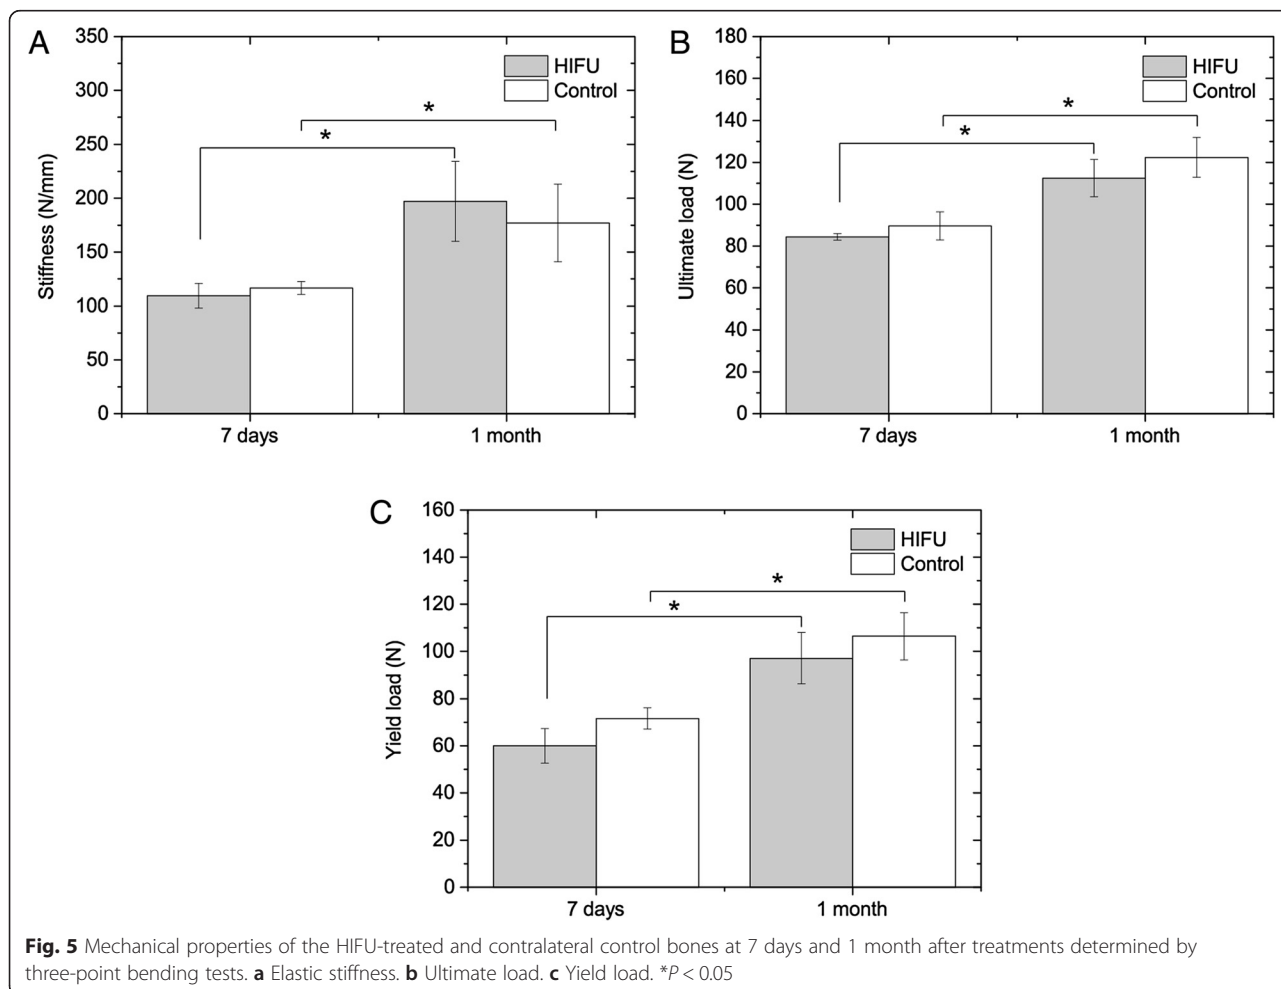 A
350
300
250
200
150
100
50
0
Stiffness (N/mm)
HIFU
Control
*
*
7 days
1 month
B
180
160
140
120
100
80
60
40
20
0
Ultimate load (N)
HIFU
Control
*
*
7 days
1 month
C
160
140
120
100
80
60
40
20
0
Yield load (N)
HIFU
Control
*
*
7 days
1 month
Fig. 5 Mechanical properties of the HIFU-treated and contralateral control bones at 7 days and 1 month after treatments determined by
three-point bending tests. a Elastic stiffness. b Ultimate load. c Yield load. *P < 0.05